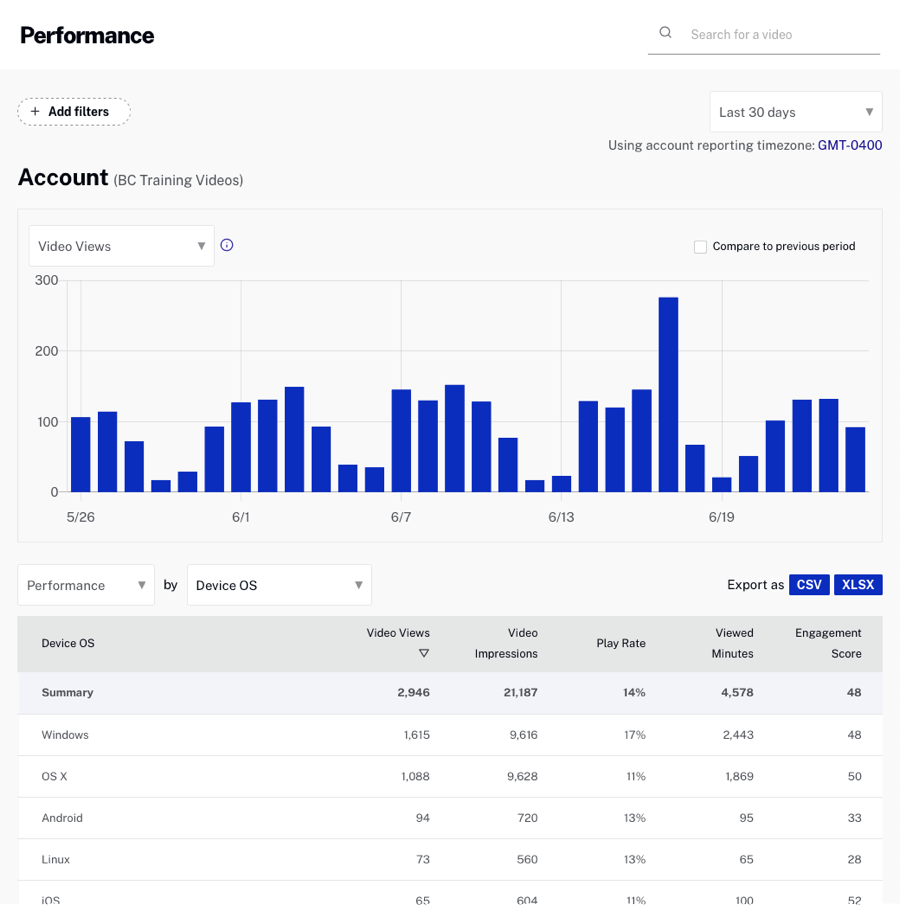 Performance
Search for a video
+ Add filters
Last 30 days
Using account reporting timezone: GMT-0400
Account (BC Training Videos)
Video Views
Compare to previous period
300
200
100
0
5/26 6/1 6/7 6/13 6/19
Performance by Device OS Export as CSV XLSX
Device OS Video Views Video Impressions Play Rate Viewed Minutes Engagement Score
Summary 2,946 21,187 14% 4,578 48
Windows 1,615 9,616 17% 2,443 48
OS X 1,088 9,628 11% 1,869 50
Android 94 720 13% 95 33
Linux 73 560 13% 65 28
iOS 65 604 11% 100 52